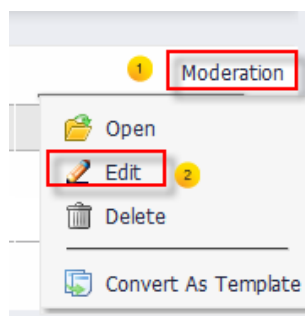 1 Moderation
Open
Edit 2
Delete
Convert As Template